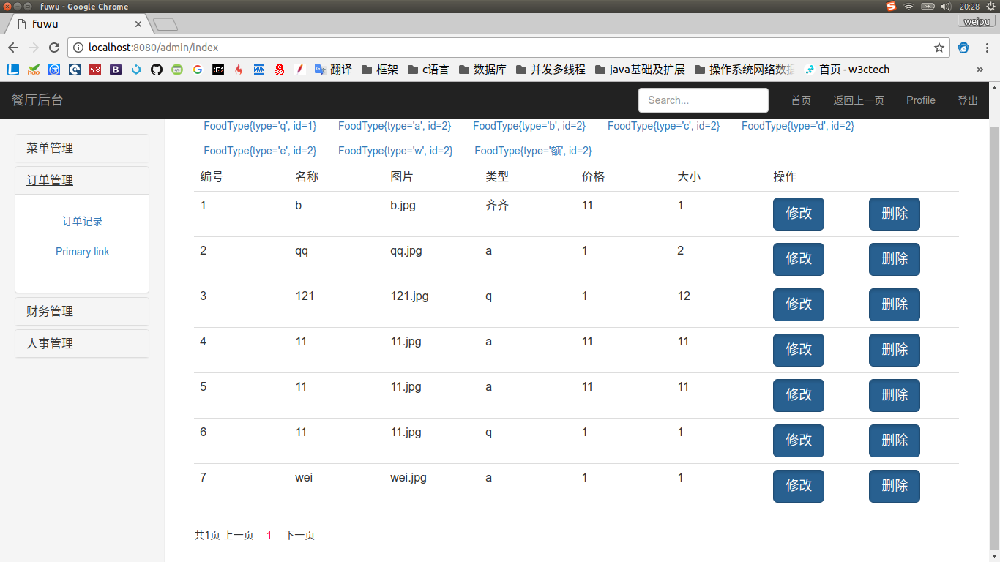 fuwu - Google Chrome 20:28
fuwu weipu
localhost:8080/admin/index
hao w3 B G MVN 易 翻译 框架 c语言 数据库 并发多线程 java基础及扩展 操作系统网络数据 首页 - w3ctech »
餐厅后台 Search... 首页 返回上一页 Profile 登出
菜单管理
订单管理
订单记录
Primary link
财务管理
人事管理
FoodType{type='q', id=1} FoodType{type='a', id=2} FoodType{type='b', id=2} FoodType{type='c', id=2} FoodType{type='d', id=2}
FoodType{type='e', id=2} FoodType{type='w', id=2} FoodType{type='额', id=2}
编号 名称 图片 类型 价格 大小 操作
1 b b.jpg 齐齐 11 1 修改 删除
2 qq qq.jpg a 1 2 修改 删除
3 121 121.jpg q 1 12 修改 删除
4 11 11.jpg a 11 11 修改 删除
5 11 11.jpg a 11 11 修改 删除
6 11 11.jpg q 1 1 修改 删除
7 wei wei.jpg a 1 1 修改 删除
共1页 上一页 1 下一页